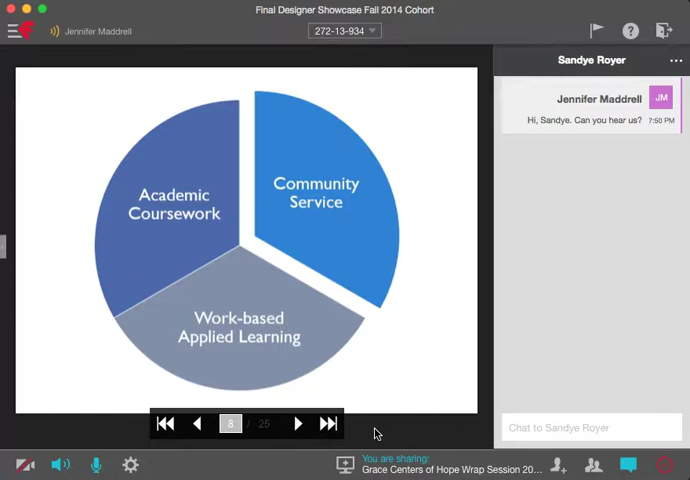 Final Designer Showcase Fall 2014 Cohort
Jennifer Maddrell
272-13-934
Sandye Royer
Jennifer Maddrell
JM
Hi, Sandye. Can you hear us?
7:50 PM
Community
Service
Academic
Coursework
Work-based
Applied Learning
8 / 25
Chat to Sandye Royer
You are sharing:
Grace Centers of Hope Wrap Session 20...